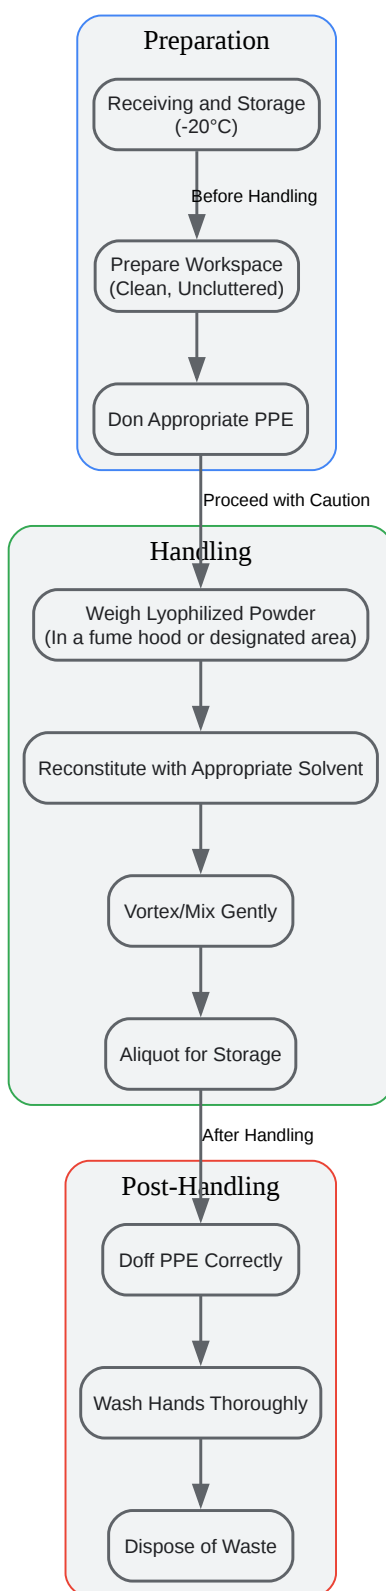 Preparation
Receiving and Storage
(-20°C)
Before Handling
Prepare Workspace
(Clean, Uncluttered)
Don Appropriate PPE
Proceed with Caution
Handling
Weigh Lyophilized Powder
(In a fume hood or designated area)
Reconstitute with Appropriate Solvent
Vortex/Mix Gently
Aliquot for Storage
After Handling
Post-Handling
Doff PPE Correctly
Wash Hands Thoroughly
Dispose of Waste